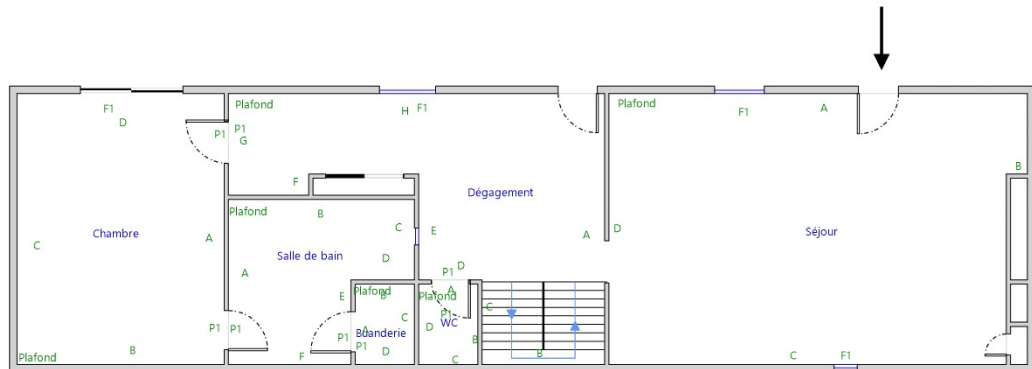 F1
D
P1
P1
G
Plafond
H
F1
F
Plafond
F1
A
B
Dégagement
Chambre
C
A
Plafond
B
C
E
Salle de bain
D
A
A
D
Séjour
P1
D
E
Plafond
B
Plafond
A
C
P1
WC
D
C
P1
P1
B
Plafond
F
P1
A
Buanderie
P1
D
B
C
B
C
F1